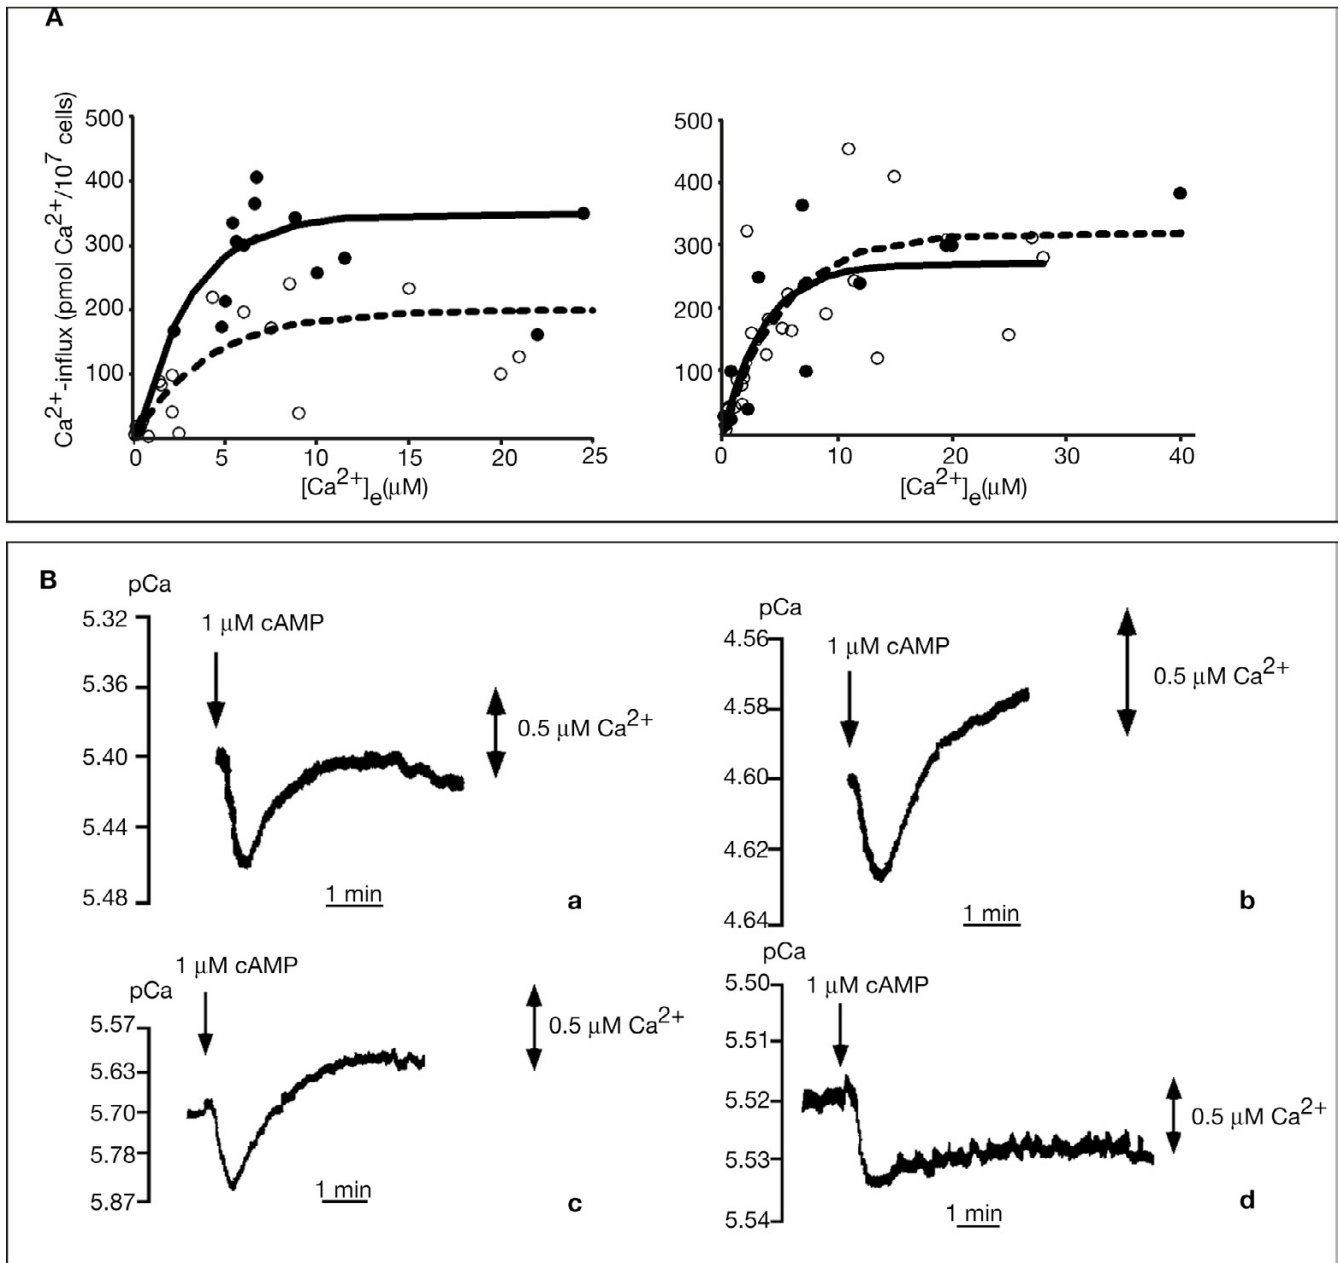 A
Ca2+-influx (pmol Ca2+/107 cells)
500
400
300
200
100
0 5 10 15 20 25
[Ca2+]e(µM)
500
400
300
200
100
0 10 20 30 40
[Ca2+]e(µM)
B
pCa
5.32
5.36
5.40
5.44
5.48
1 µM cAMP
0.5 µM Ca2+
1 min
a
pCa
4.56
4.58
4.60
4.62
4.64
1 µM cAMP
0.5 µM Ca2+
1 min
b
1 µM cAMP
pCa
5.57
5.63
5.70
5.78
5.87
0.5 µM Ca2+
1 min
c
pCa
5.50
5.51
5.52
5.53
5.54
1 µM cAMP
0.5 µM Ca2+
1 min
d